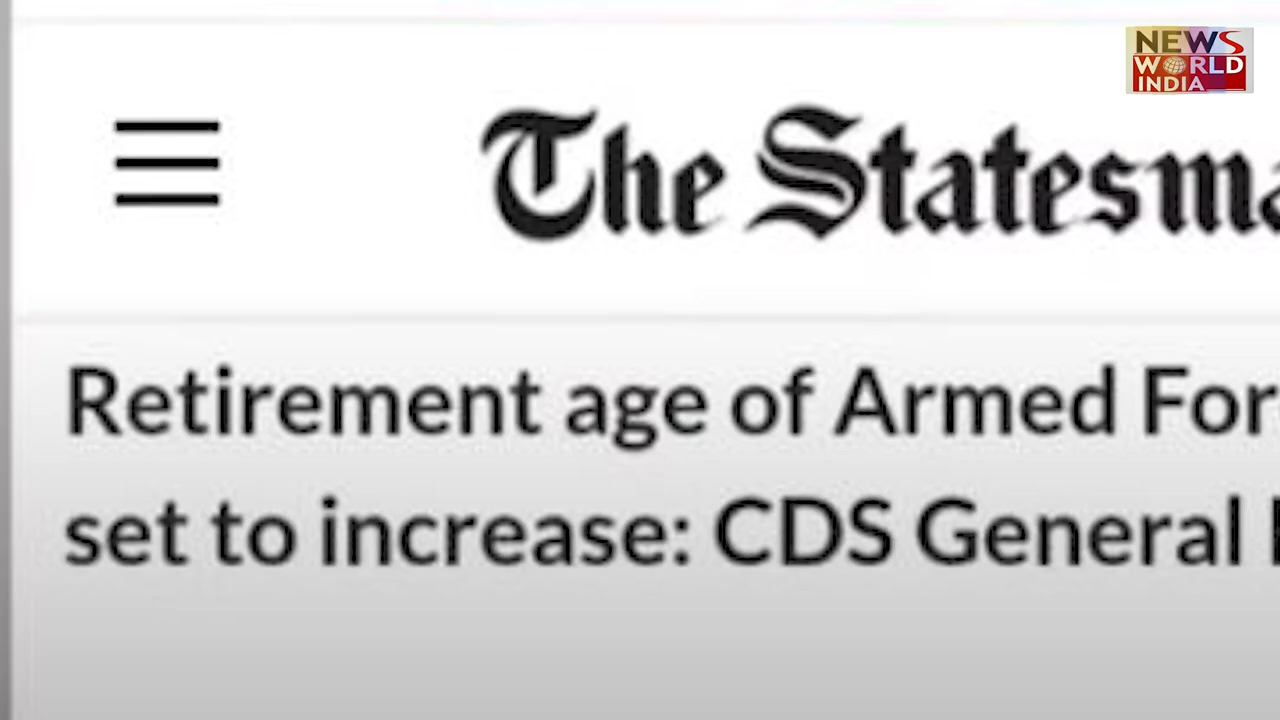 NEWS
WORLD
INDIA
The Statesma
Retirement age of Armed For
set to increase: CDS General